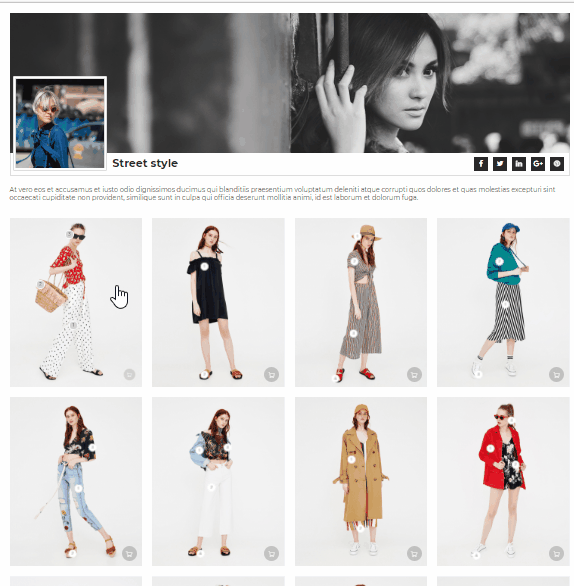 Street style
At vero eos et accusamus et iusto odio dignissimos ducimus qui blanditiis praesentium voluptatum deleniti atque corrupti quos dolores et quas molestias excepturi sint
occaecati cupiditate non provident, similique sunt in culpa qui officia deserunt mollitia animi, id est laborum et dolorum fuga.